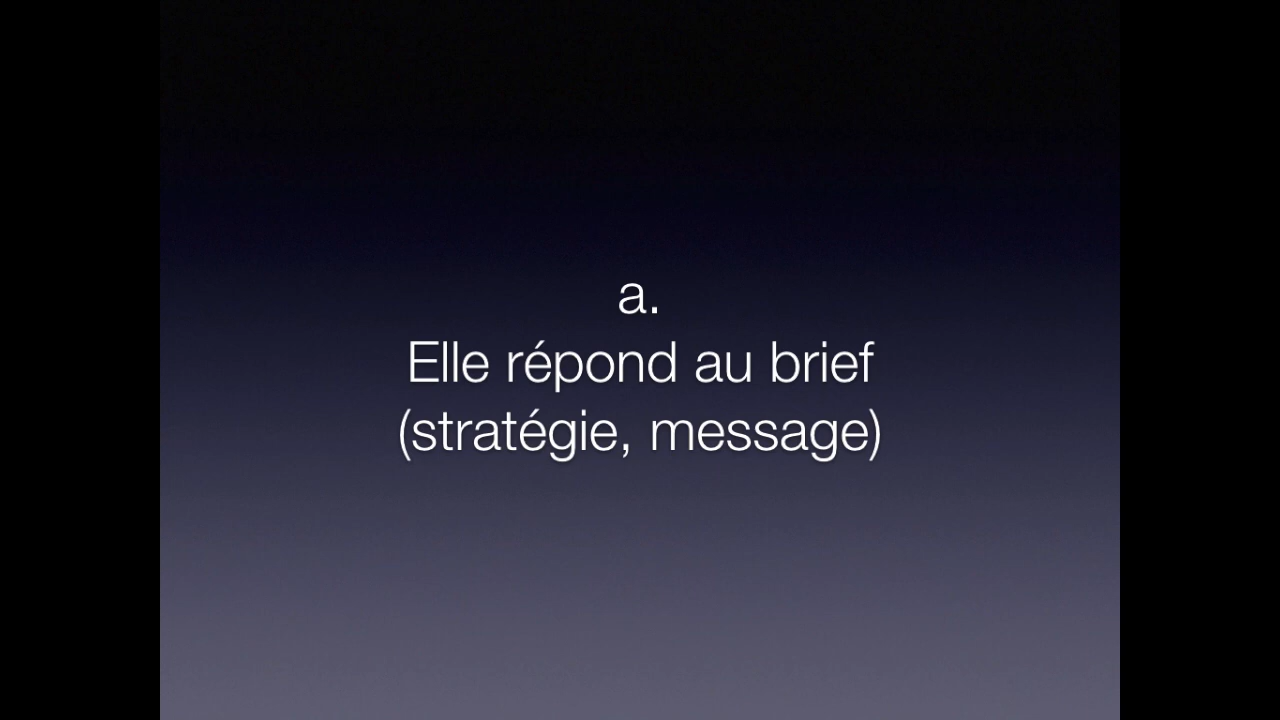 a.
Elle répond au brief
(stratégie, message)